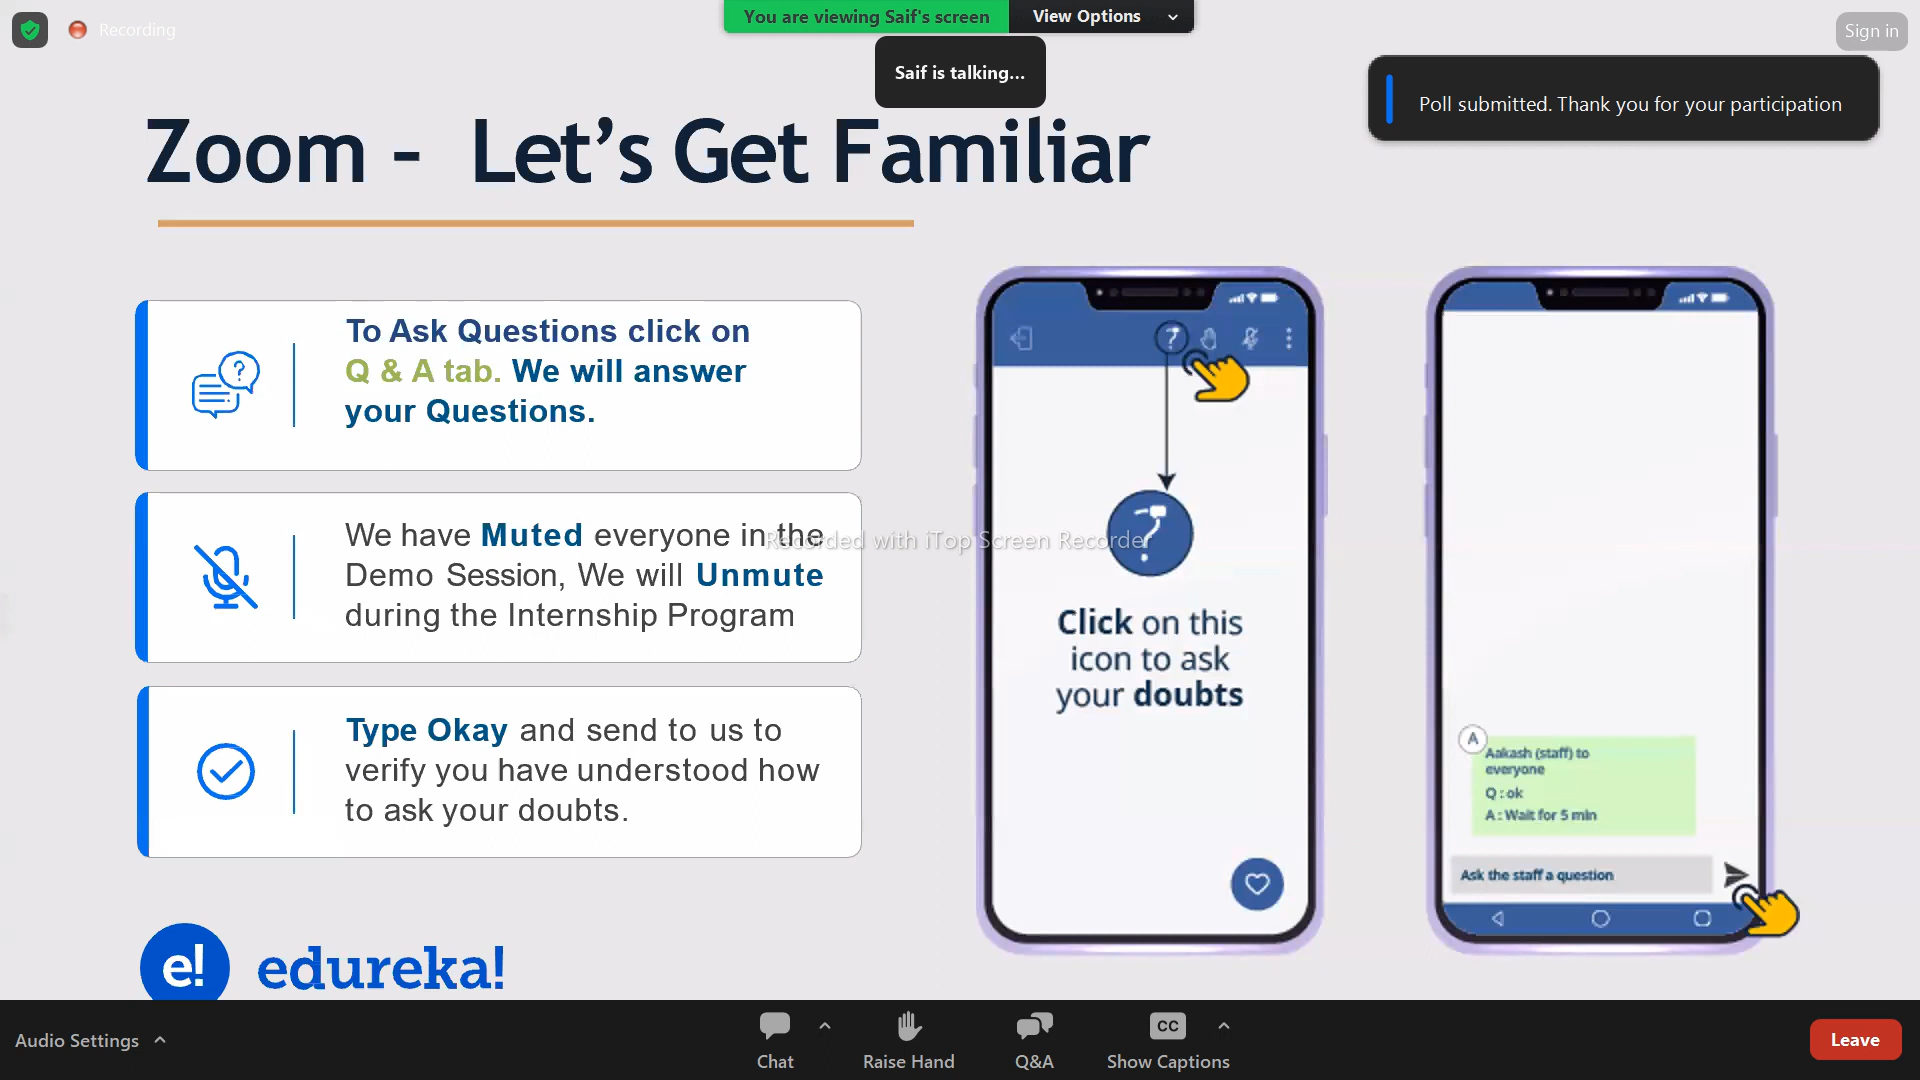 You are viewing Saif's screen
View Options
Recording
Sign in
Saif is talking...
Poll submitted. Thank you for your participation
Zoom - Let’s Get Familiar
To Ask Questions click on
Q & A tab. We will answer
your Questions.
We have Muted everyone in the
Demo Session, We will Unmute
during the Internship Program
Type Okay and send to us to
verify you have understood how
to ask your doubts.
Recorded with iTop Screen Recorder
?
?
Click on this
icon to ask
your doubts
A
Aakash (staff) to
everyone
Q : ok
A : Wait for 5 min
Ask the staff a question
e! edureka!
Audio Settings
Chat
Raise Hand
Q&A
CC
Show Captions
Leave